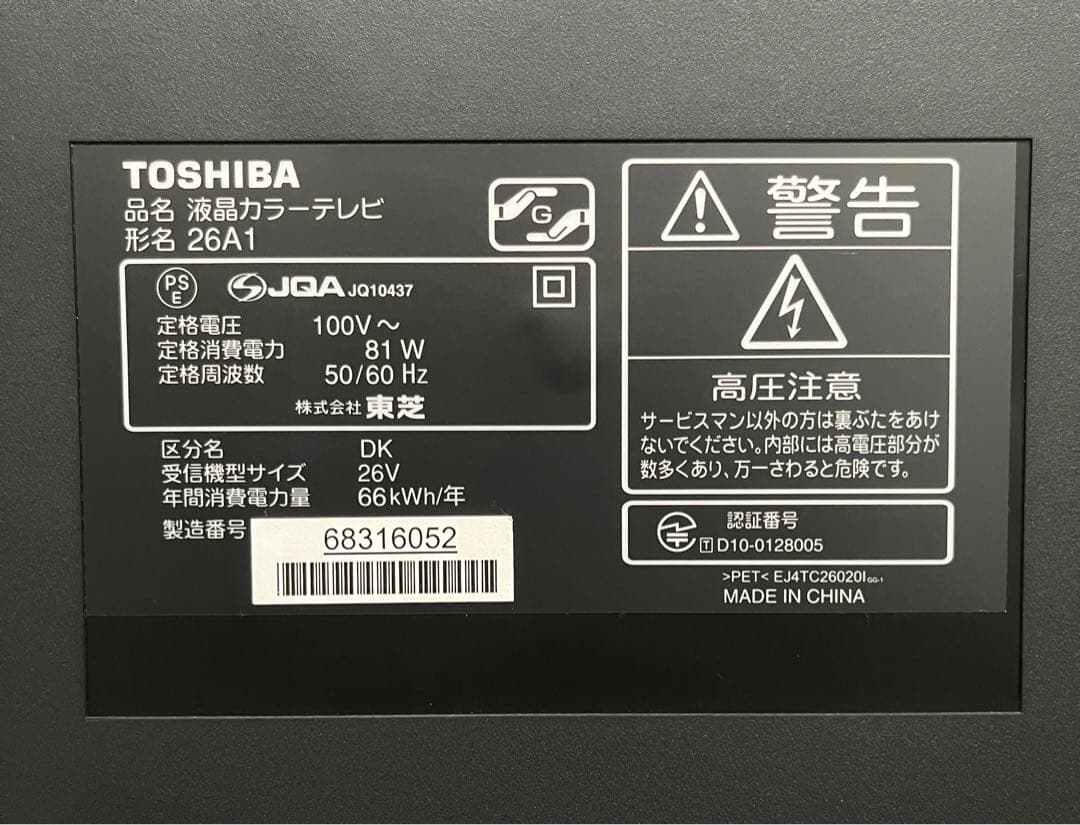 TOSHIBA
品名 液晶カラーテレビ
形名 26A1
G
PS
E
JQA JQ10437
定格電圧 100V～
定格消費電力 81 W
定格周波数 50/60 Hz
株式会社 東芝
区分名 DK
受信機型サイズ 26V
年間消費電力量 66kWh/年
製造番号 68316052
警告
高圧注意
サービスマン以外の方は裏ぶたをあけ
ないでください。内部には高電圧部分が
数多くあり、万一さわると危険です。
認証番号
T D10-0128005
>PET< EJ4TC26020I GG-1
MADE IN CHINA